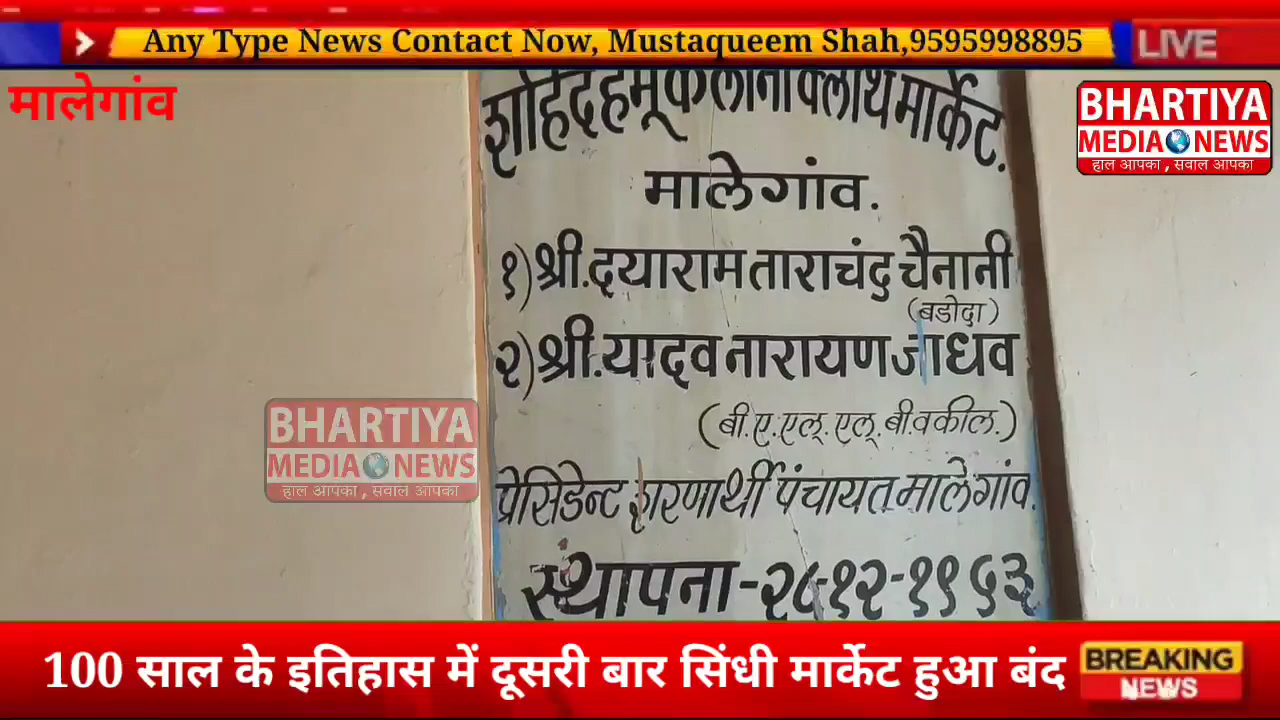 Any Type News Contact Now, Mustaqueem Shah,9595998895
LIVE
मालेगांव
BHARTIYA
MEDIA NEWS
हाल आपका , सवाल आपका
शहिद हेमू कलानी क्लाथ मार्केट.
मालेगांव.
१) श्री. दयाराम ताराचंद चैनानी
(बडोदा)
२) श्री. यादव नारायण जाधव
(बी.ए.एल्.एल्.बी.वकील.)
प्रेसिडेन्ट शरणार्थी पंचायत मालेगांव.
स्थापना-२५-१२-१९५३
BHARTIYA
MEDIA NEWS
हाल आपका , सवाल आपका
100 साल के इतिहास में दूसरी बार सिंधी मार्केट हुआ बंद
BREAKING
NEWS